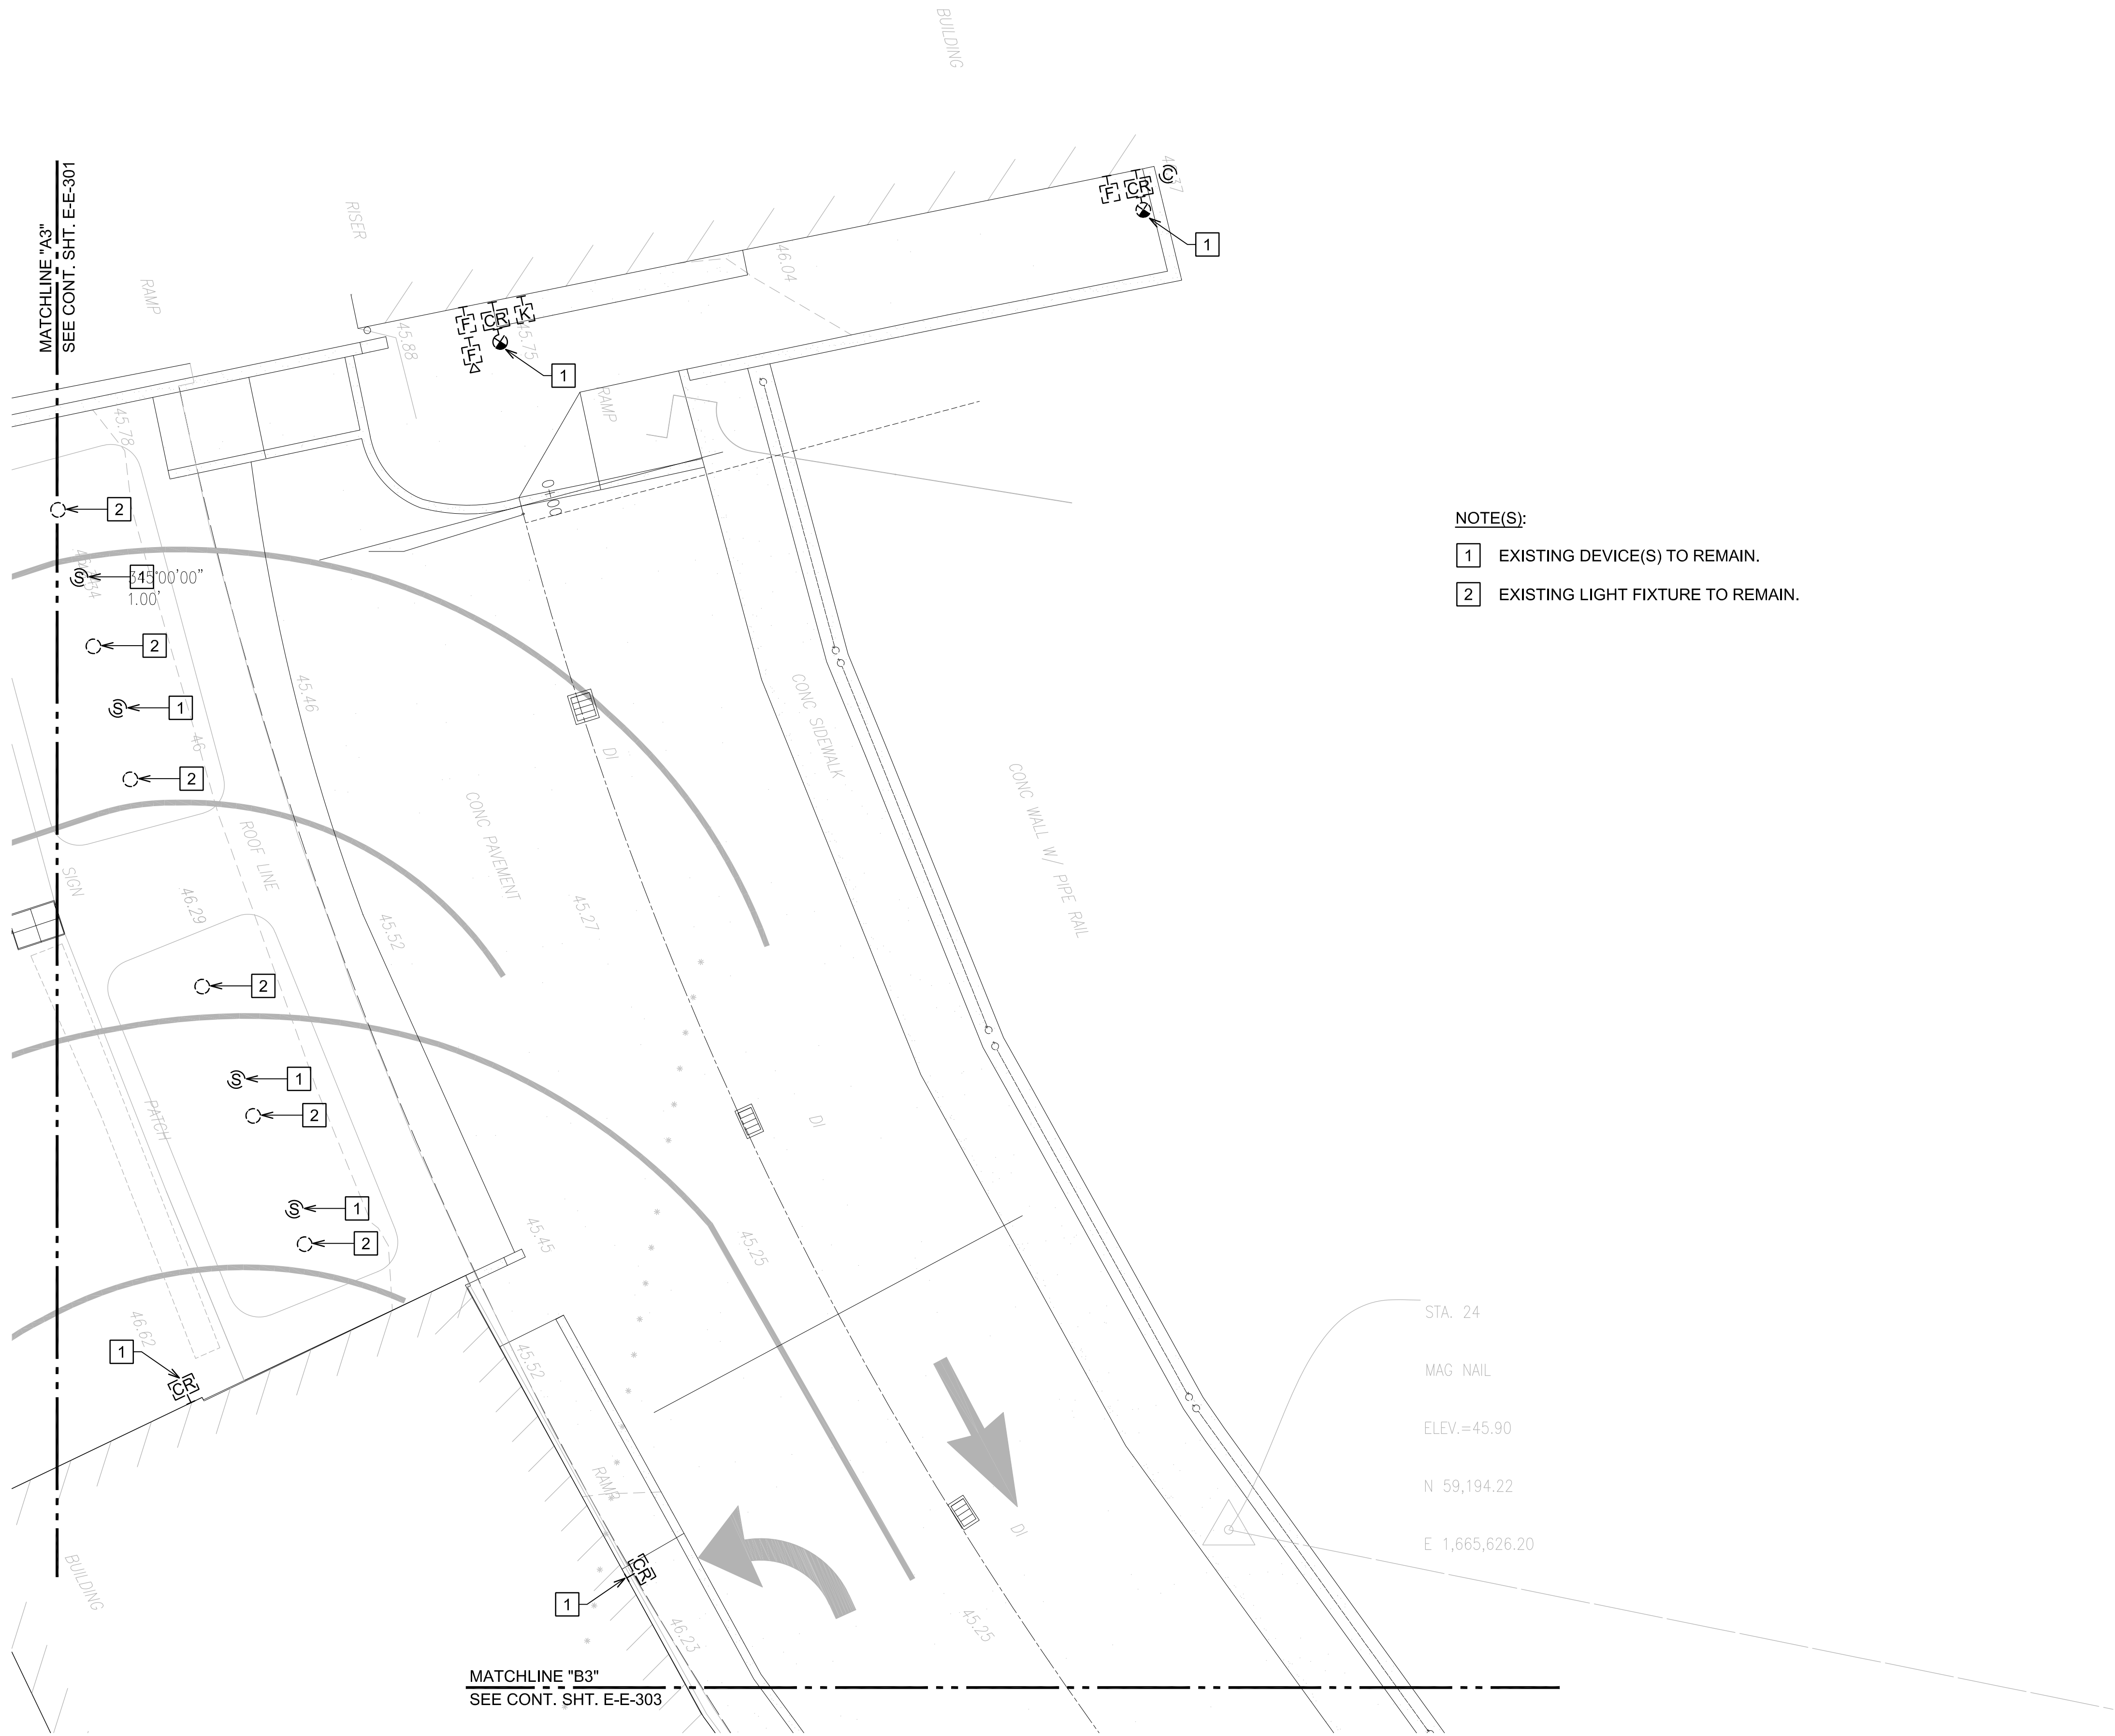 BUILDING
MATCHLINE "A3"
SEE CONT. SHT. E-E-301
RISER
RAMP
F
CR
C
1
46.04
F
CR
K
F
45.88
45.75
1
RAMP
45.78
0+00
2
NOTE(S):
1 EXISTING DEVICE(S) TO REMAIN.
2 EXISTING LIGHT FIXTURE TO REMAIN.
S
1
345°00'00"
1.00'
2
45.46
S
1
46
DI
CONC SIDEWALK
2
CONC PAVEMENT
CONC WALL W/ PIPE RAIL
ROOF LINE
SIGN
46.29
45.52
45.27
2
S
1
2
PATCH
DI
S
1
2
45.45
45.25
46.62
1
CR
45.52
STA. 24
MAG NAIL
ELEV.=45.90
N 59,194.22
E 1,665,626.20
RAMP
DI
BUILDING
CR
1
46.23
45.25
MATCHLINE "B3"
SEE CONT. SHT. E-E-303